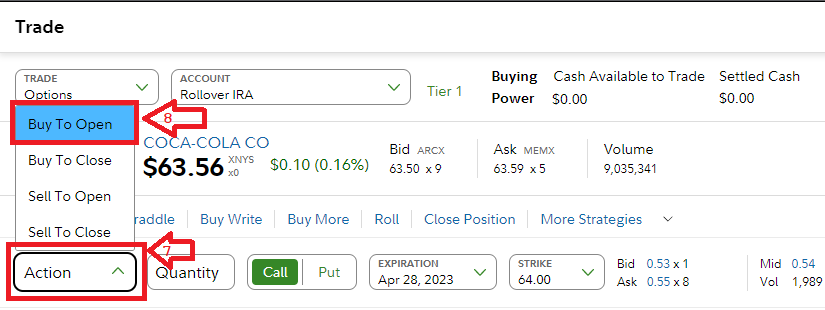 Trade
TRADE
Options
ACCOUNT
Rollover IRA
Tier 1
Buying Power
Cash Available to Trade
$0.00
Settled Cash
$0.00
8
Buy To Open
Buy To Close
Sell To Open
Sell To Close
COCA-COLA CO
$63.56
XNYS
x0
$0.10 (0.16%)
Bid ARCX
63.50 x 9
Ask MEMX
63.59 x 5
Volume
9,035,341
raddle
Buy Write
Buy More
Roll
Close Position
More Strategies
7
Action
Quantity
Call
Put
EXPIRATION
Apr 28, 2023
STRIKE
64.00
Bid 0.53 x 1
Ask 0.55 x 8
Mid 0.54
Vol 1,989